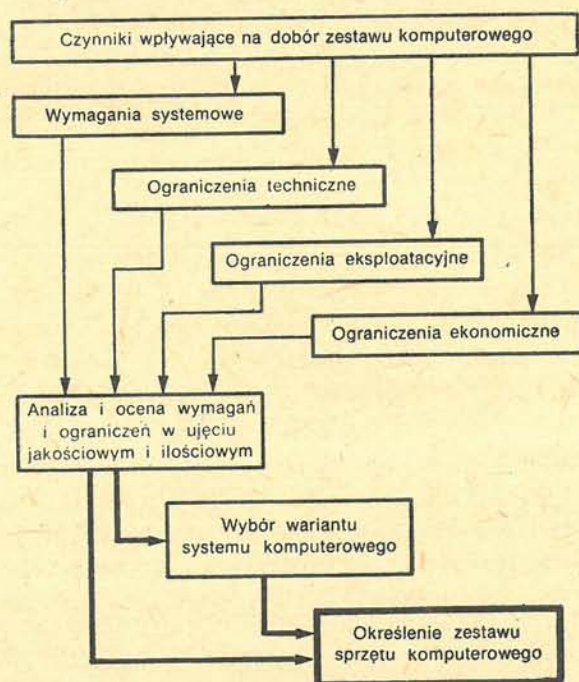 Czynniki wpływające na dobór zestawu komputerowego
Wymagania systemowe
Ograniczenia techniczne
Ograniczenia eksploatacyjne
Ograniczenia ekonomiczne
Analiza i ocena wymagań
i ograniczeń w ujęciu
jakościowym i ilościowym
Wybór wariantu
systemu komputerowego
Określenie zestawu
sprzętu komputerowego